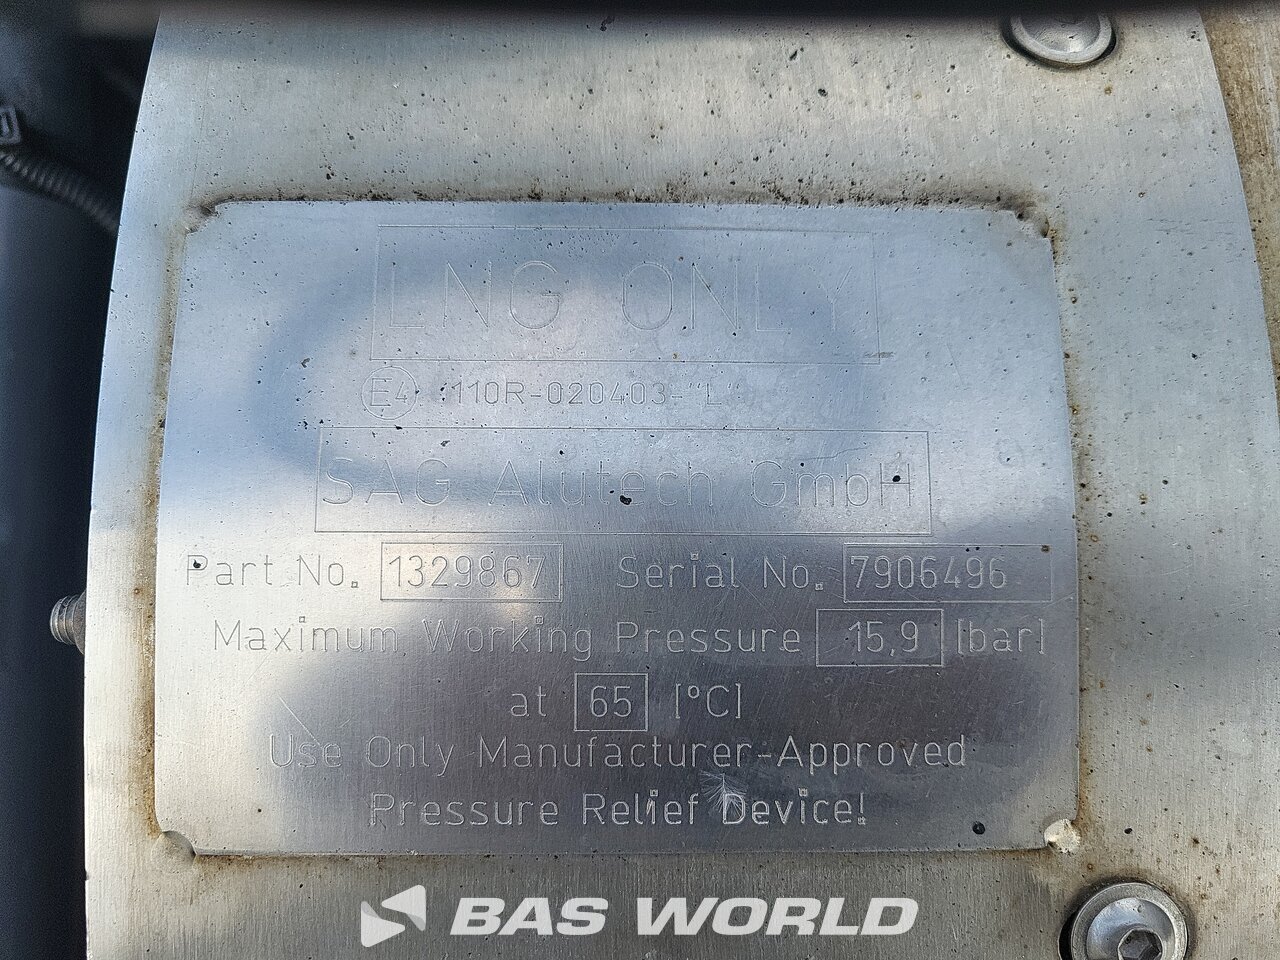 LNG ONLY
E4 110R-020403-"L"
SAG Alutech GmbH
Part No. 1329867 Serial No. 7906496
Maximum Working Pressure 15,9 [bar]
at 65 [°C]
Use Only Manufacturer-Approved
Pressure Relief Device!
BAS WORLD